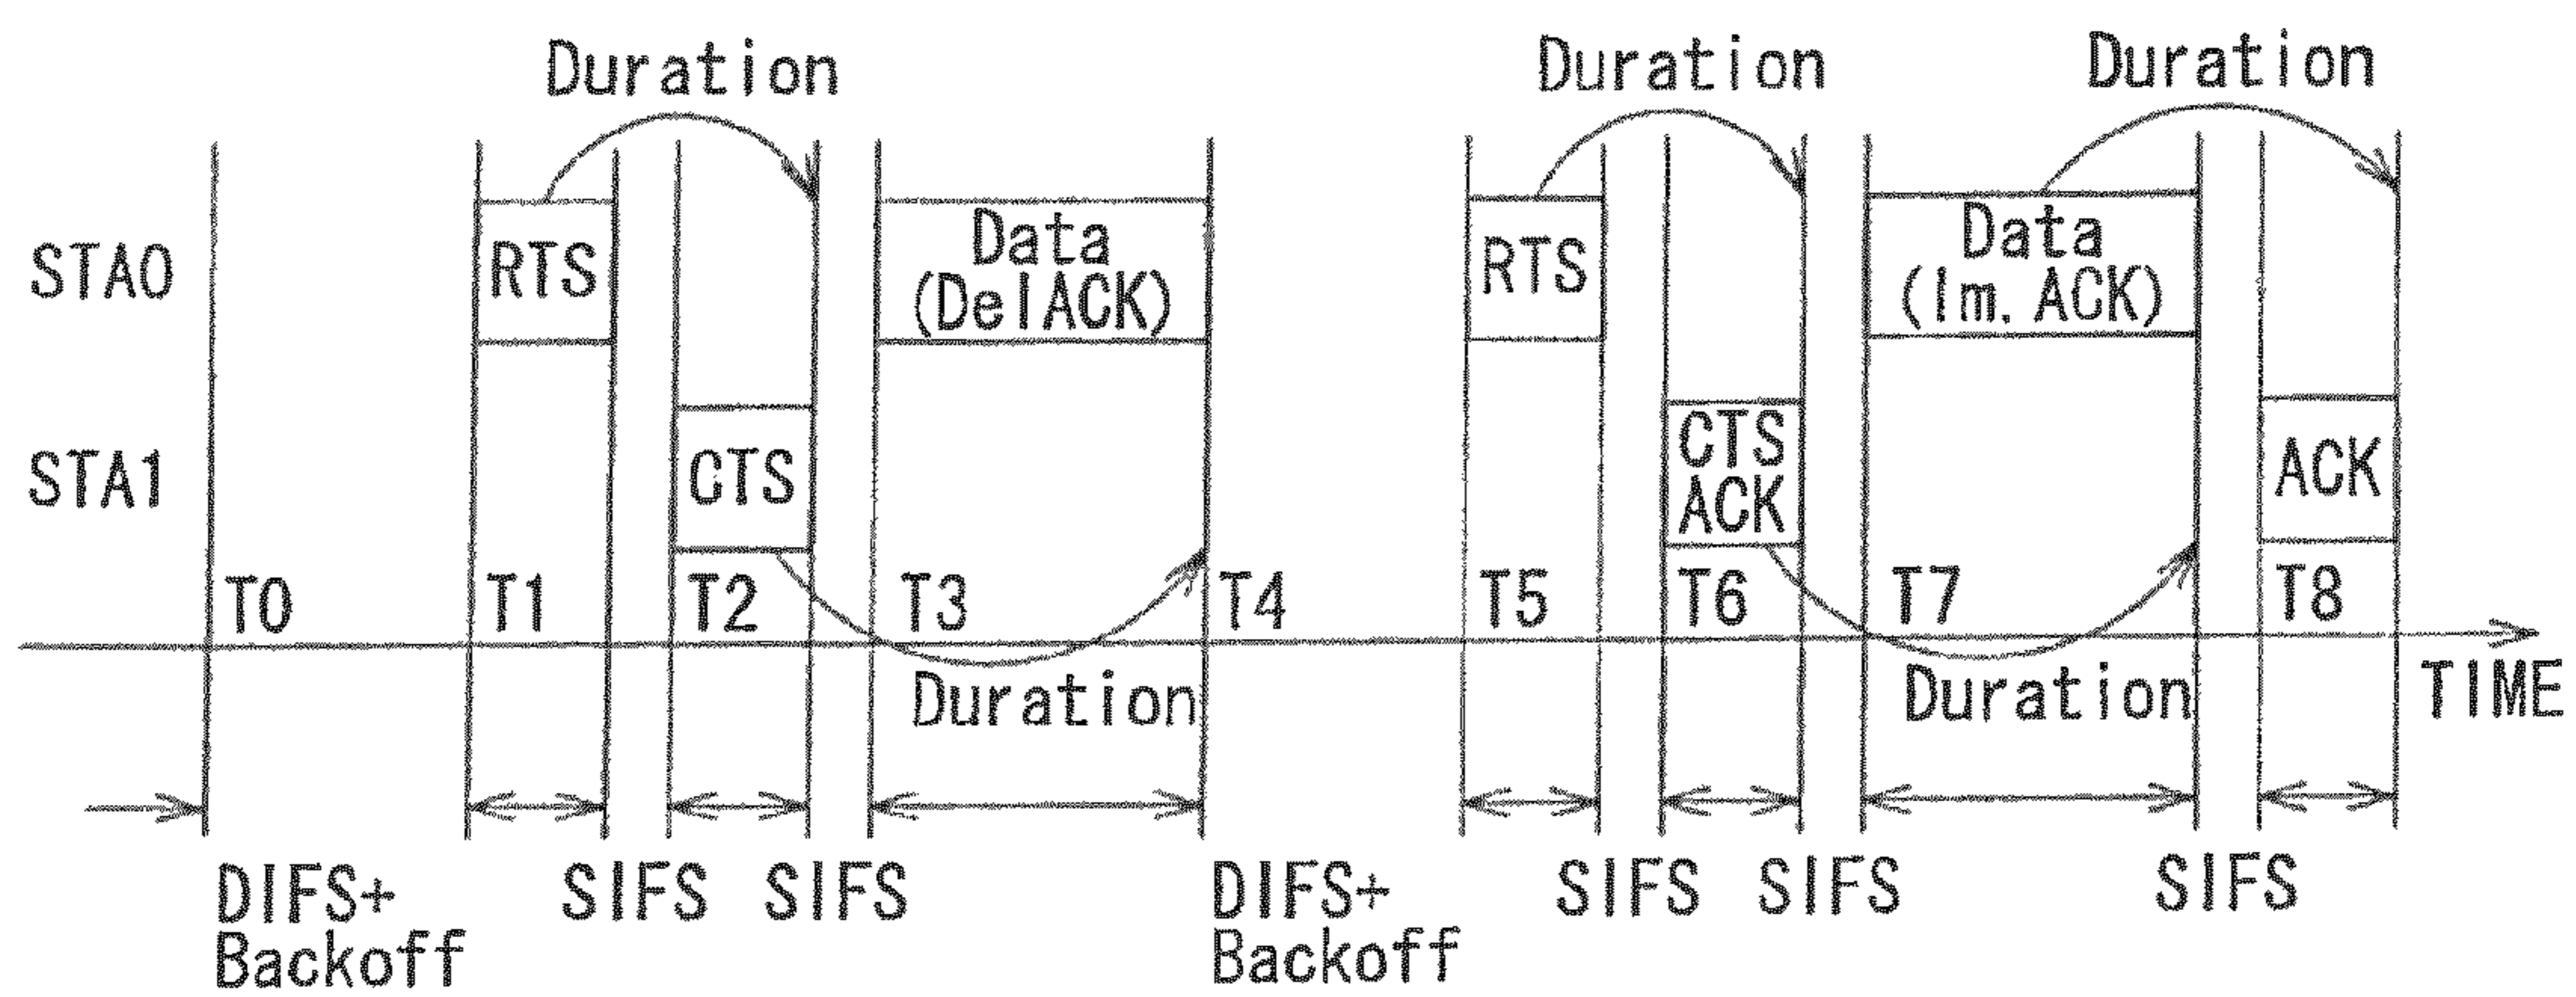 Duration Duration Duration
STA0 RTS Data (DelACK) RTS Data (Im. ACK)
STA1 CTS CTS ACK ACK
T0 T1 T2 T3 T4 T5 T6 T7 T8
Duration Duration TIME
DIFS+ SIFS SIFS DIFS+ SIFS SIFS SIFS
Backoff Backoff